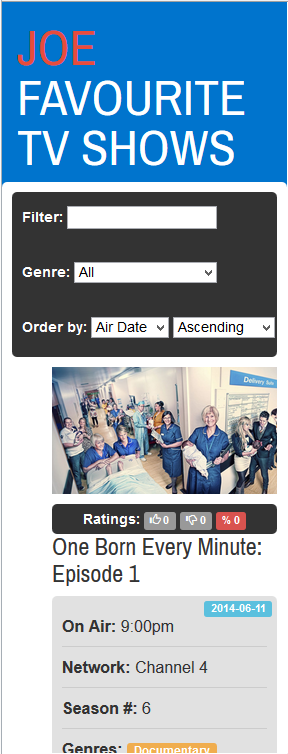 JOE
FAVOURITE
TV SHOWS
Filter:
Genre: All
Order by: Air Date Ascending
Delivery Suite
Ratings: 0 0 % 0
One Born Every Minute:
Episode 1
2014-06-11
On Air: 9:00pm
Network: Channel 4
Season #: 6
Genres: Documentary